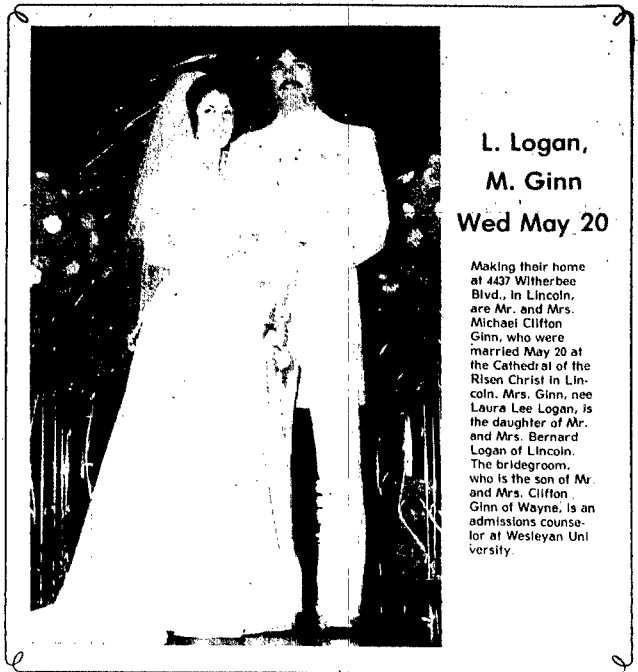 L. Logan,
M. Ginn
Wed May 20
Making their home
at 4437 Witherbee
Blvd., in Lincoln,
are Mr. and Mrs.
Michael Clifton
Ginn, who were
married May 20 at
the Cathedral of the
Risen Christ in Lin-
coln. Mrs. Ginn, nee
Laura Lee Logan, is
the daughter of Mr.
and Mrs. Bernard
Logan of Lincoln.
The bridegroom,
who is the son of Mr.
and Mrs. Clifton
Ginn of Wayne, is an
admissions counse-
lor at Wesleyan Uni
versity.